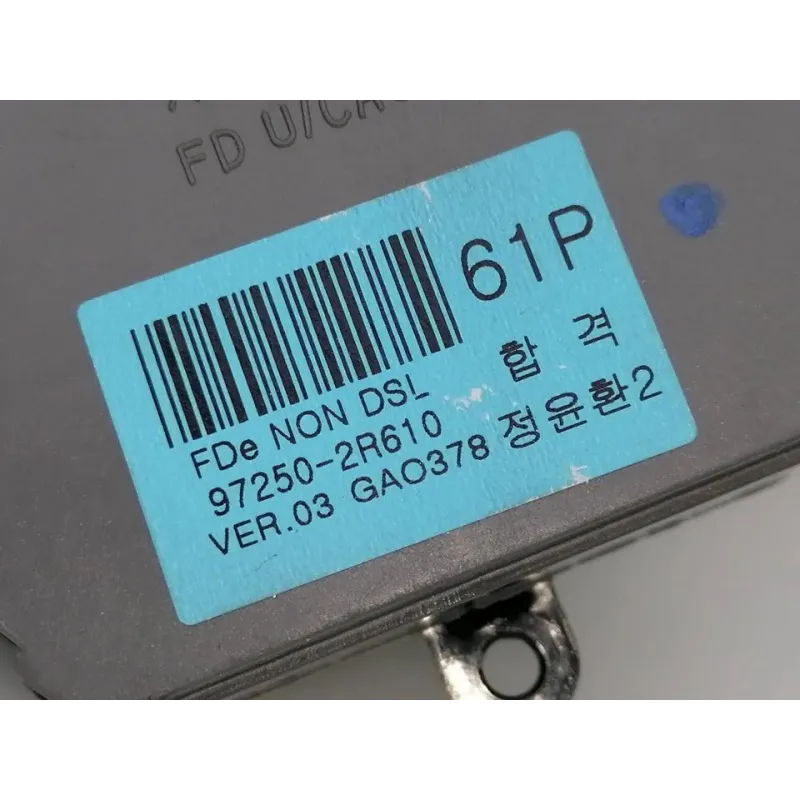 FD U/CA
61P
합 격
FDe NON DSL
97250-2R610
VER.03 GAO378 정윤환2